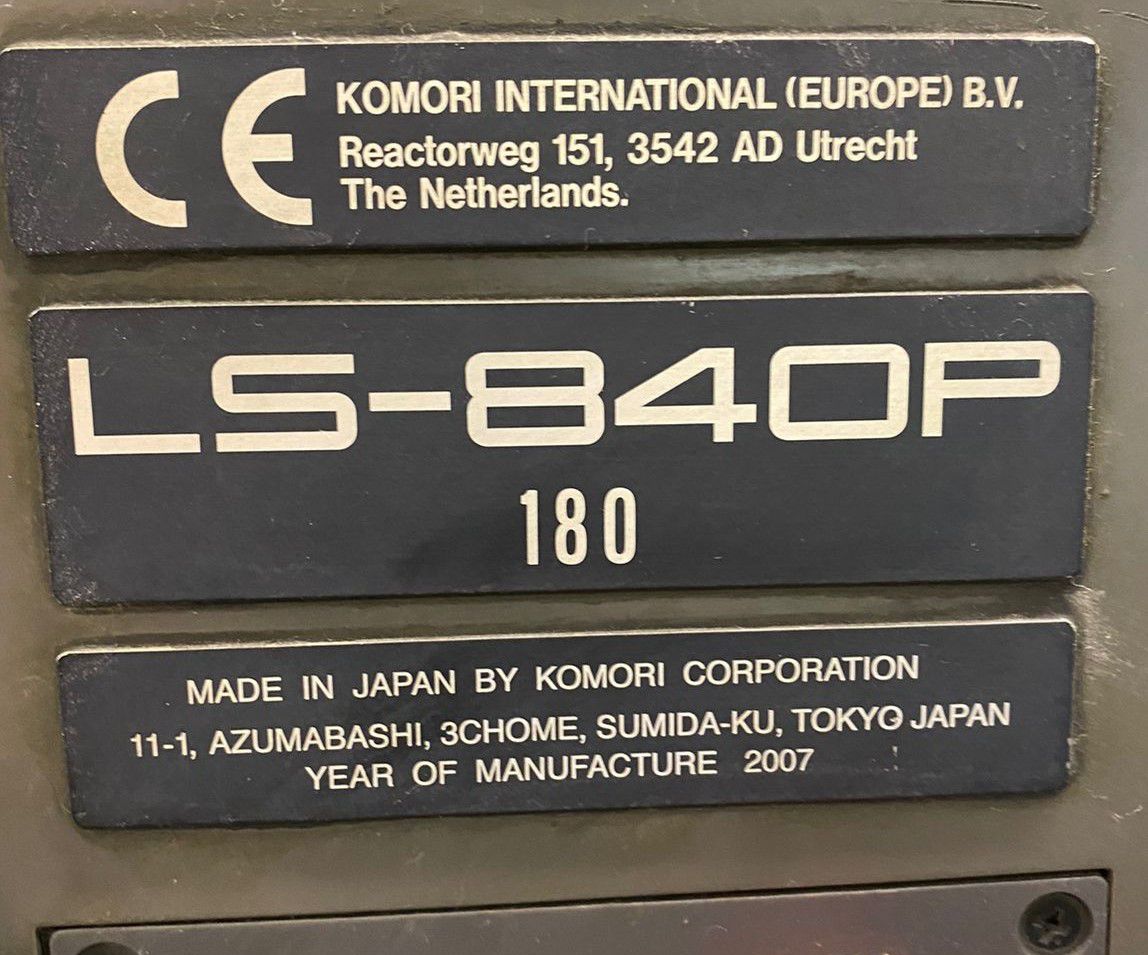 CE
KOMORI INTERNATIONAL (EUROPE) B.V.
Reactorweg 151, 3542 AD Utrecht
The Netherlands.
LS-840P
180
MADE IN JAPAN BY KOMORI CORPORATION
11-1, AZUMABASHI, 3CHOME, SUMIDA-KU, TOKYO JAPAN
YEAR OF MANUFACTURE 2007